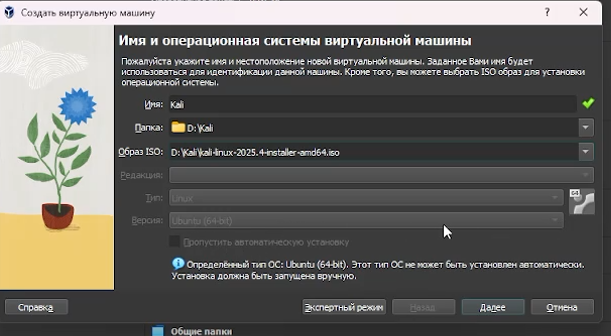 Создать виртуальную машину
Имя и операционная системы виртуальной машины
Пожалуйста укажите имя и местоположение новой виртуальной машины. Заданное Вами имя будет
использоваться для идентификации данной машины. Кроме того, вы можете выбрать ISO образ для установки
операционной системы.
Имя: Kali
Папка: D:\Kali
Образ ISO: D:\Kali\kali-linux-2025.4-installer-amd64.iso
Редакция:
Тип: Linux
Версия: Ubuntu (64-bit)
64
Пропустить автоматическую установку
Определённый тип ОС: Ubuntu (64-bit). Этот тип ОС не может быть установлен автоматически.
Установка должна быть запущена вручную.
Справка Экспертный режим Назад Далее Отмена
Общие папки